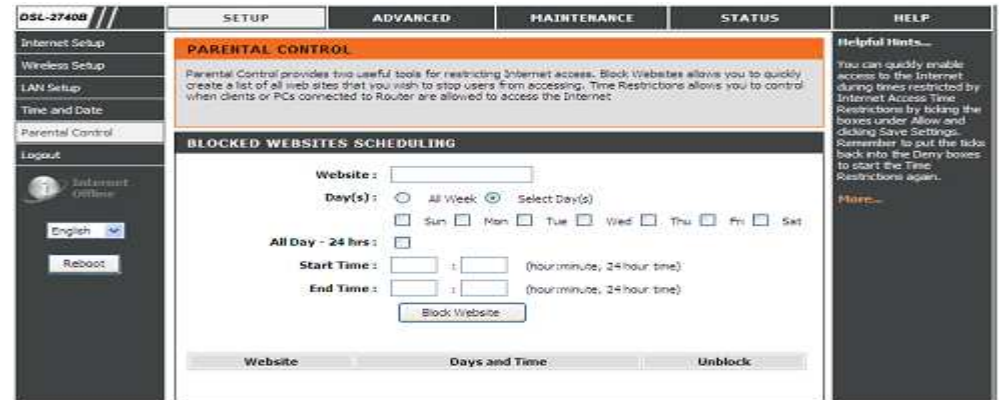 DSL-2740B
SETUP ADVANCED MAINTENANCE STATUS HELP
Internet Setup
Wireless Setup
LAN Setup
Time and Date
Parental Control
Logout
Internet
Offline
English
Reboot
PARENTAL CONTROL
Parental Control provides two useful tools for restricting Internet access. Block Websites allows you to quickly
create a list of all web sites that you wish to stop users from accessing. Time Restrictions allows you to control
when clients or PCs connected to Router are allowed to access the Internet
BLOCKED WEBSITES SCHEDULING
Website :
Day(s) : All Week Select Day(s)
Sun Mon Tue Wed Thu Fri Sat
All Day - 24 hrs :
Start Time : : (hour:minute, 24 hour time)
End Time : : (hour:minute, 24 hour time)
Block Website
Website Days and Time Unblock
Helpful Hints...
You can quickly enable
access to the Internet
during times restricted by
Internet Access Time
Restrictions by ticking the
boxes under Allow and
clicking Save Settings.
Remember to put the ticks
back into the Deny boxes
to start the Time
Restrictions again.
More...